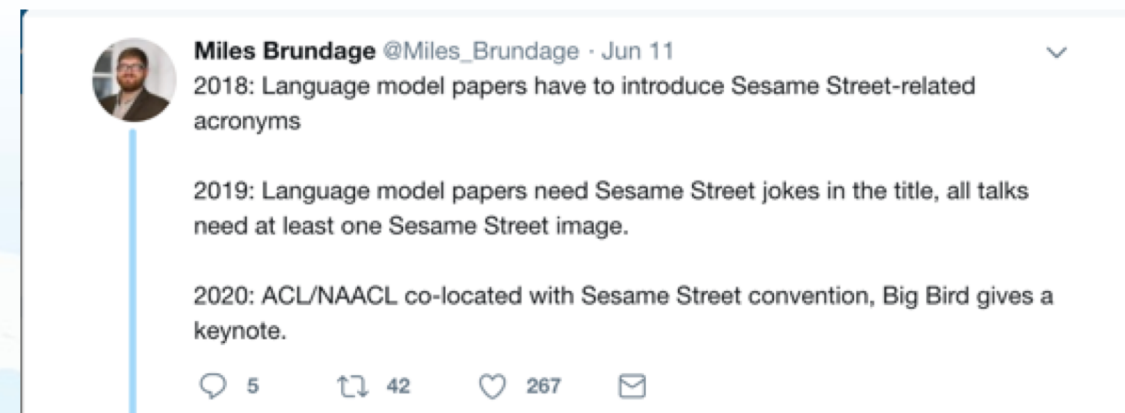 Miles Brundage @Miles_Brundage · Jun 11
2018: Language model papers have to introduce Sesame Street-related
acronyms
2019: Language model papers need Sesame Street jokes in the title, all talks
need at least one Sesame Street image.
2020: ACL/NAACL co-located with Sesame Street convention, Big Bird gives a
keynote.
5 42 267